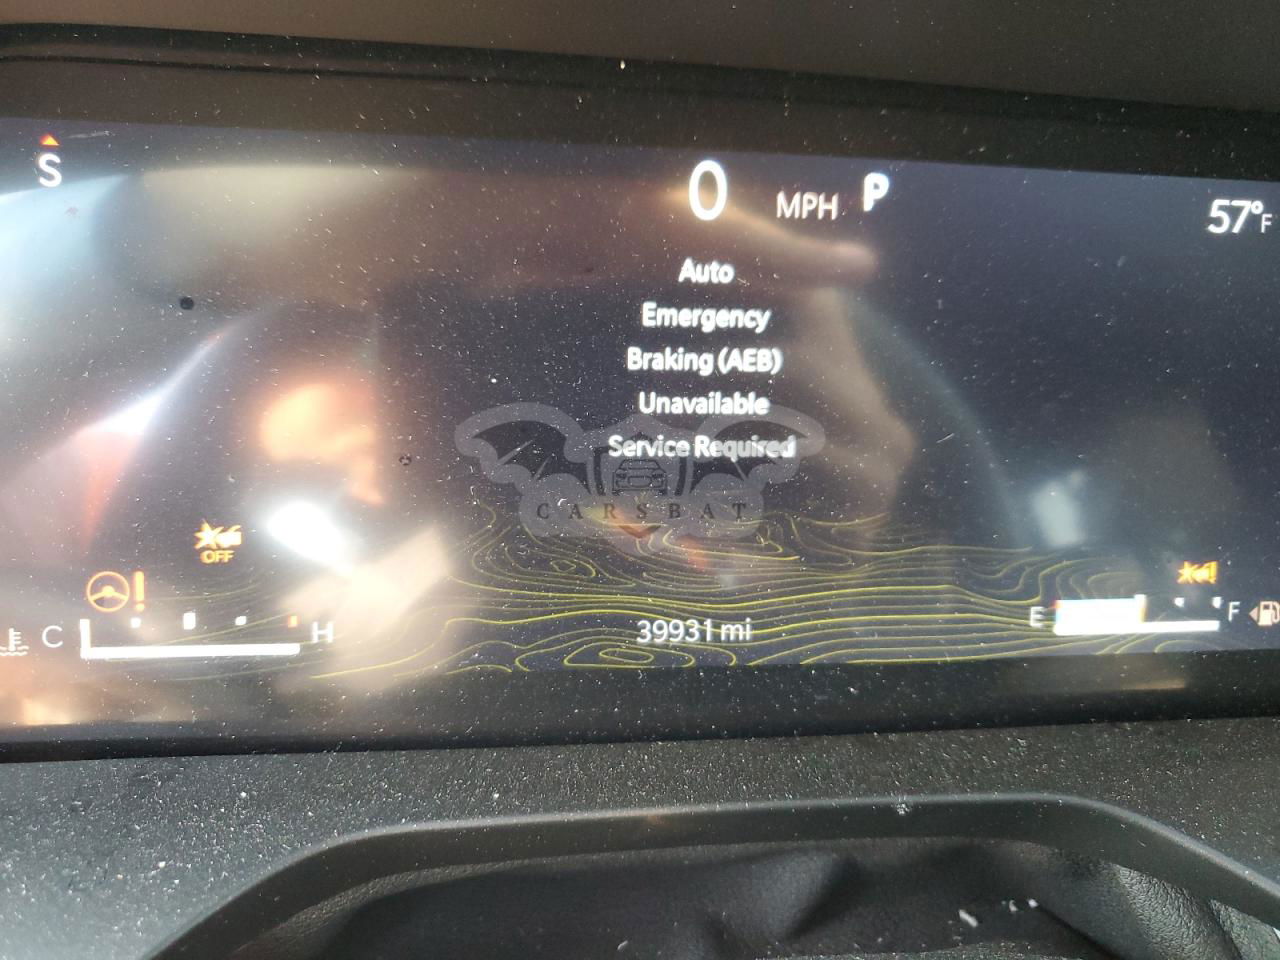 S
0 MPH P
57°F
Auto
Emergency
Braking (AEB)
Unavailable
Service Required
CARSBAT
OFF
C H
39931 mi
E F